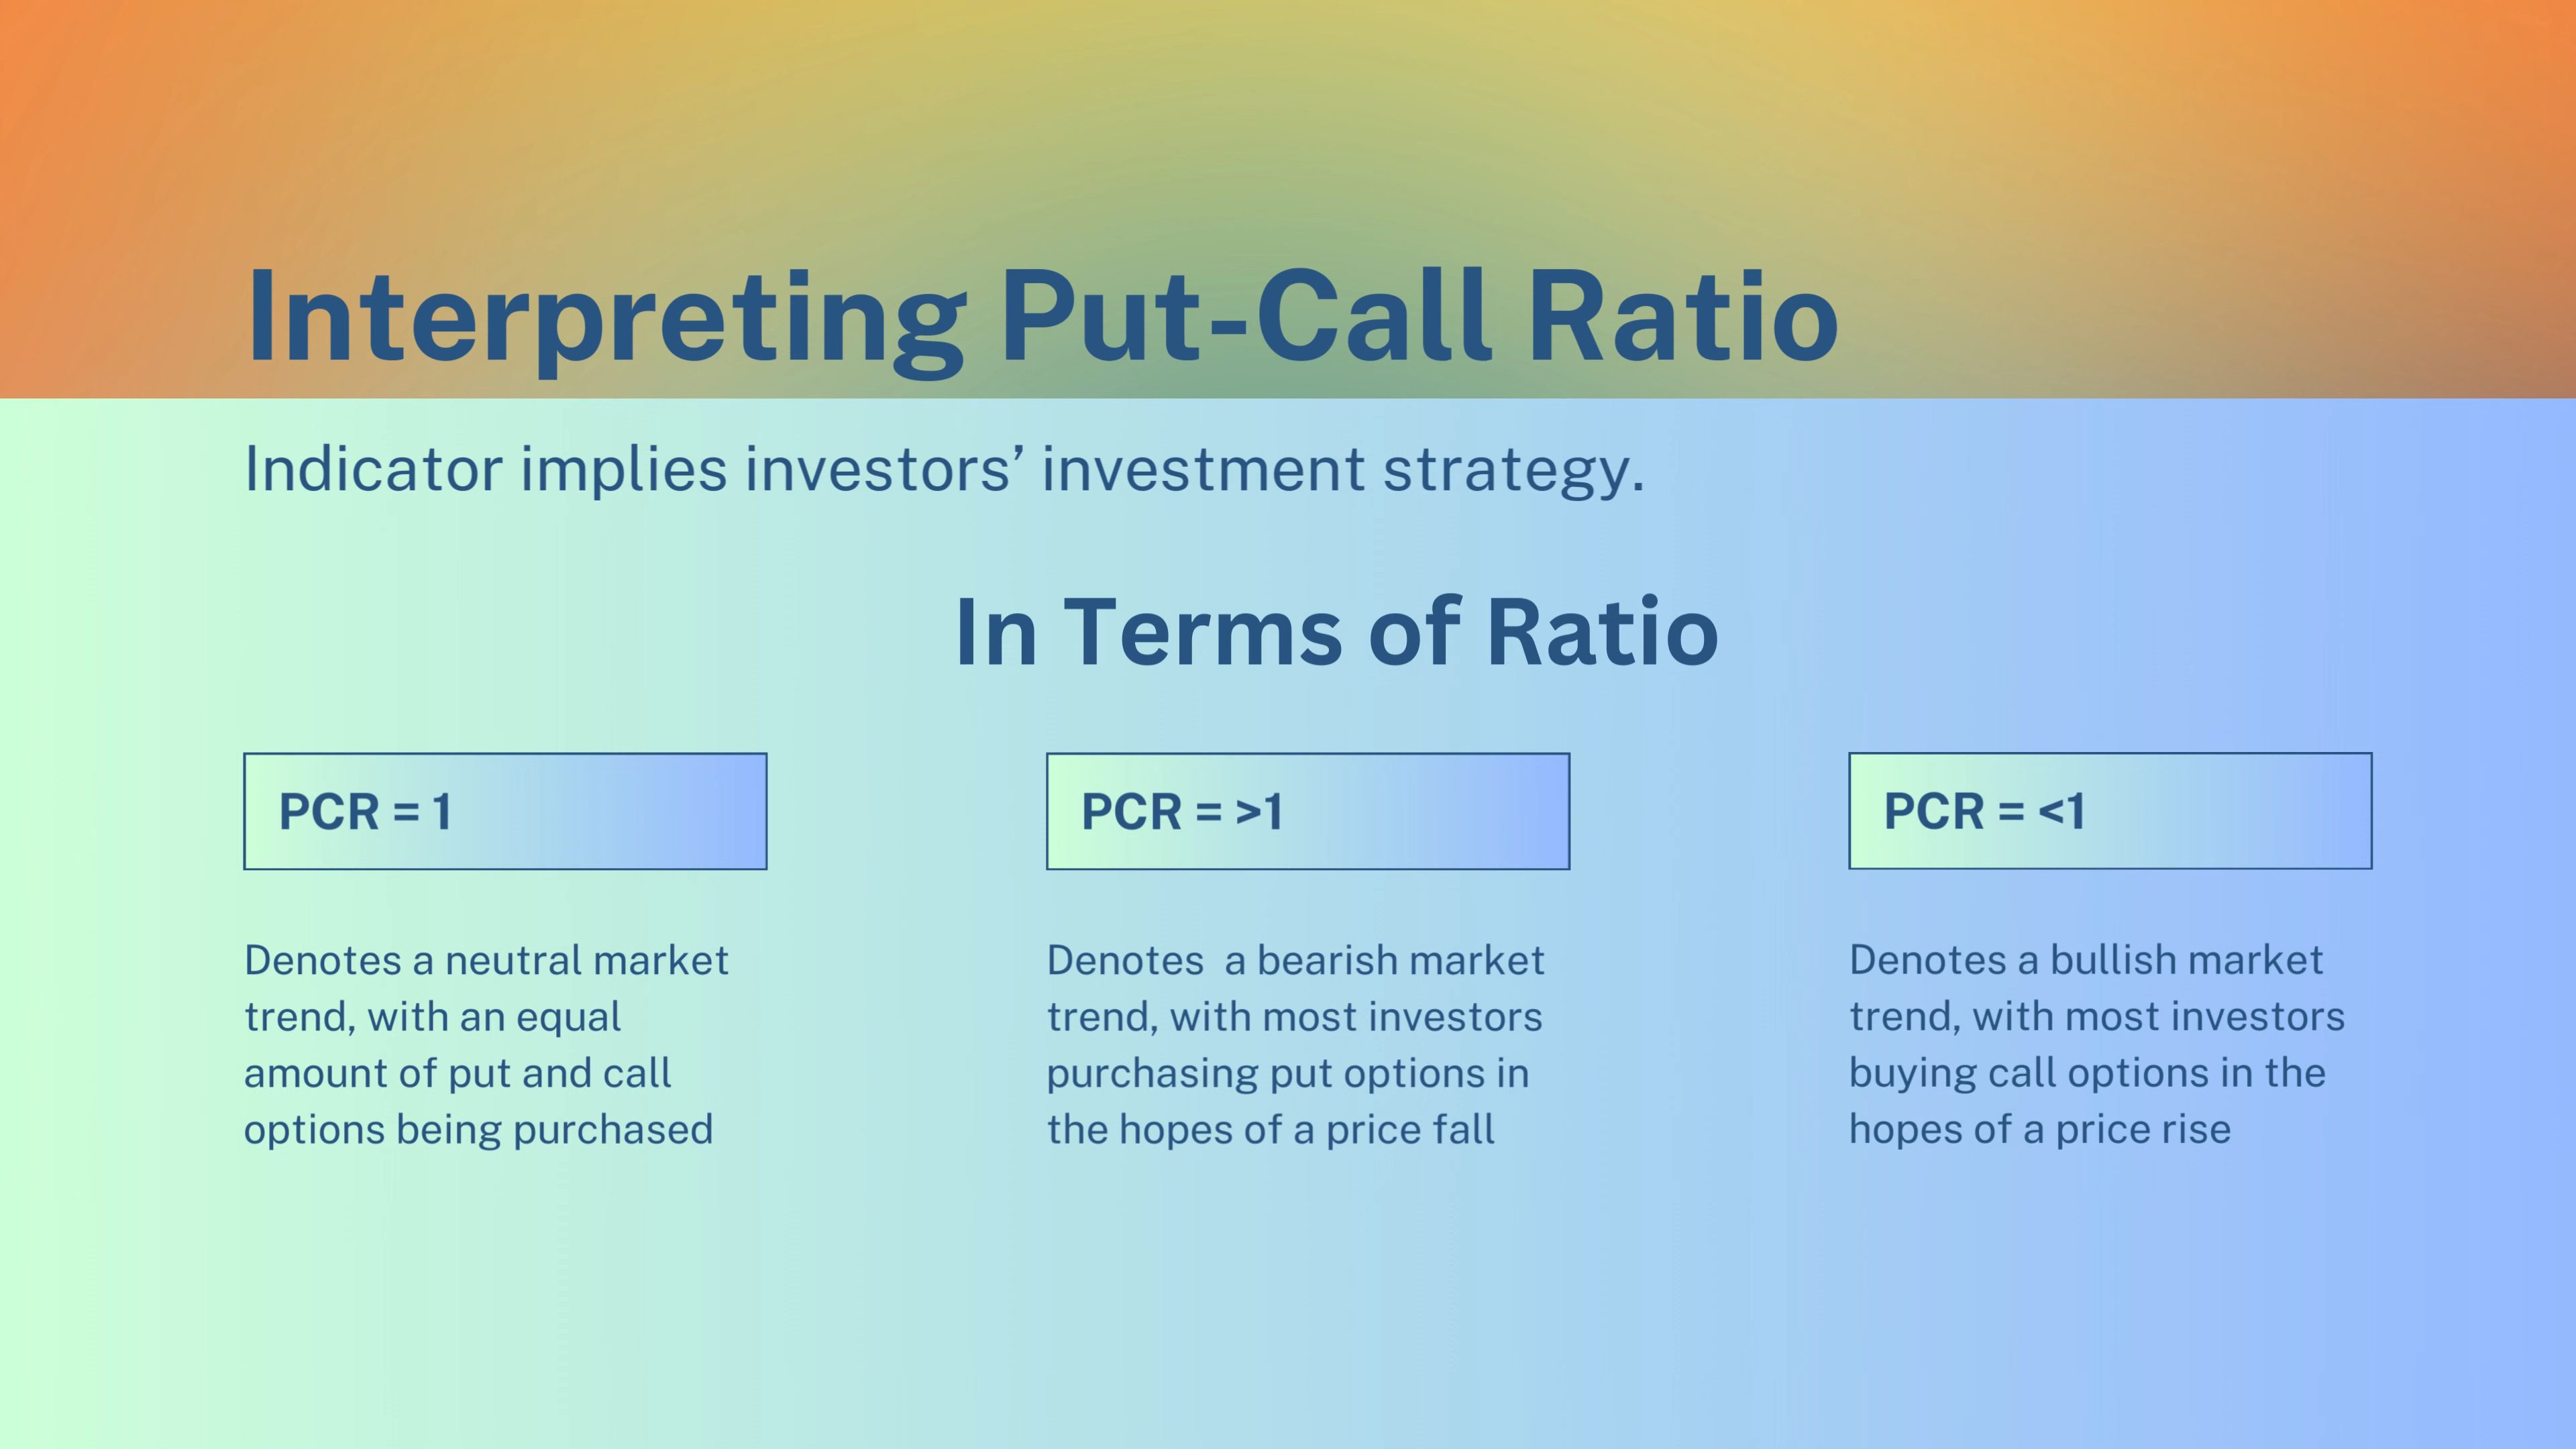 Interpreting Put-Call Ratio
Indicator implies investors’ investment strategy.
In Terms of Ratio
PCR = 1
Denotes a neutral market
trend, with an equal
amount of put and call
options being purchased
PCR = >1
Denotes  a bearish market
trend, with most investors
purchasing put options in
the hopes of a price fall
PCR = <1
Denotes a bullish market
trend, with most investors
buying call options in the
hopes of a price rise